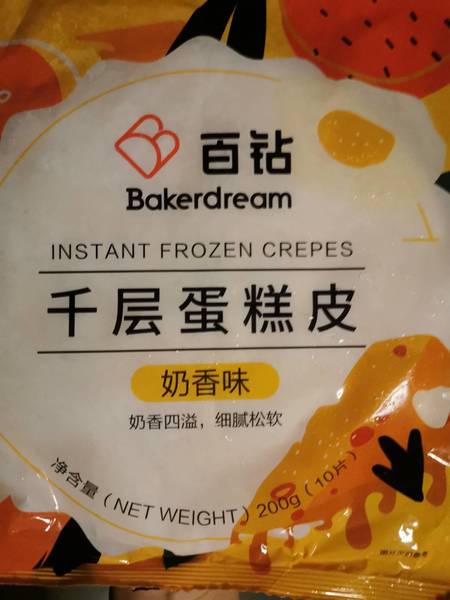 百钻
Bakerdream
INSTANT FROZEN CREPES
千层蛋糕皮
奶香味
奶香四溢，细腻松软
净含量（NET WEIGHT）200g（10片）